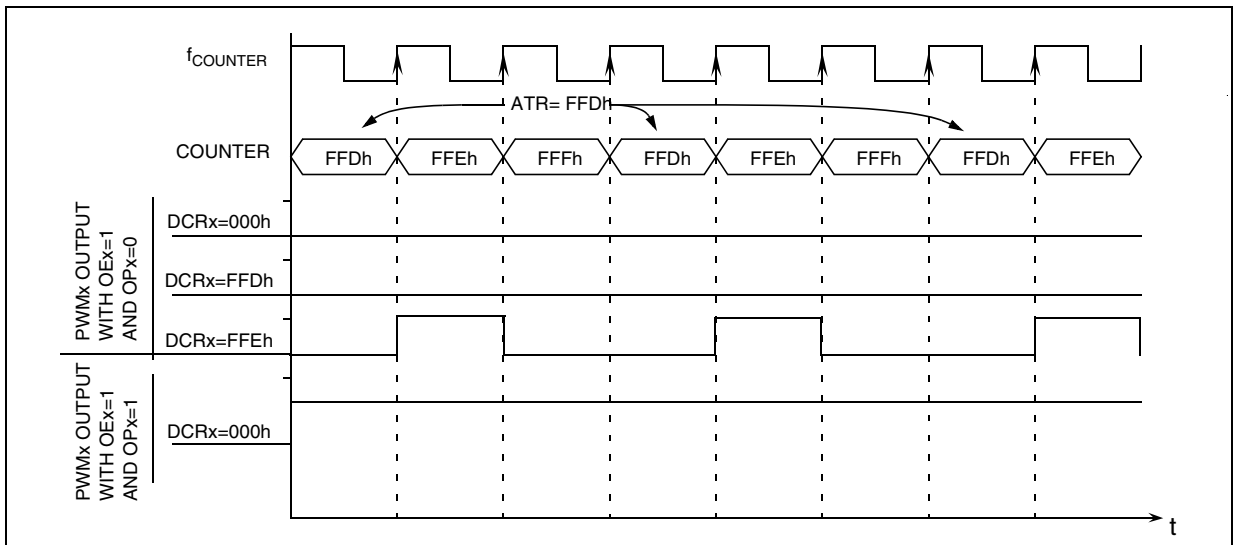 fCOUNTER
ATR= FFDh
COUNTER
FFDh FFEh FFFh FFDh FFEh FFFh FFDh FFEh
PWMx OUTPUT
WITH OEx=1
AND OPx=0
DCRx=000h
DCRx=FFDh
DCRx=FFEh
PWMx OUTPUT
WITH OEx=1
AND OPx=1
DCRx=000h
t